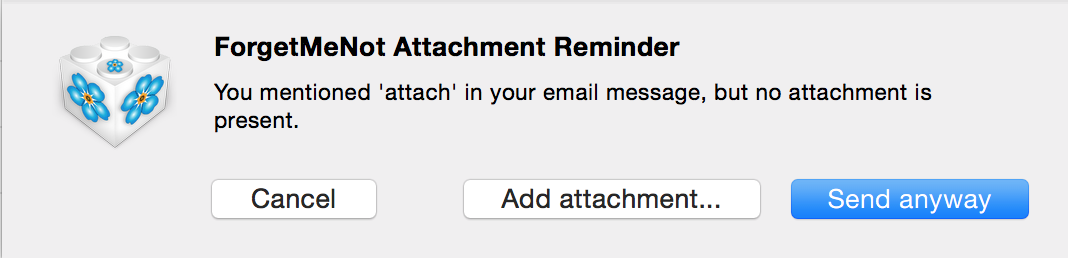 ForgetMeNot Attachment Reminder
You mentioned 'attach' in your email message, but no attachment is
present.
Cancel
Add attachment...
Send anyway